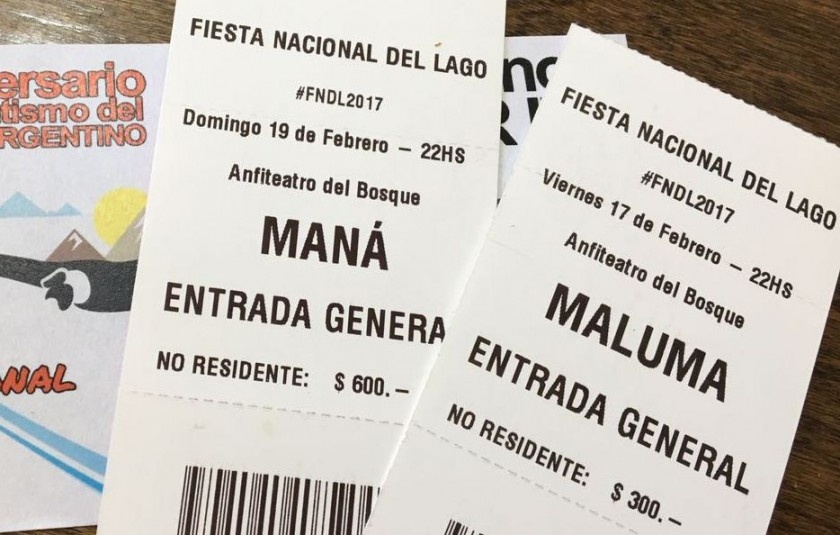 ersario
tismo del
RGENTINO
NAL
FIESTA NACIONAL DEL LAGO
#FNDL2017
Domingo 19 de Febrero – 22HS
Anfiteatro del Bosque
MANÁ
ENTRADA GENERA
NO RESIDENTE: $ 600.–
FIESTA NACIONAL DEL LAGO
#FNDL2017
Viernes 17 de Febrero – 22HS
Anfiteatro del Bosque
MALUMA
ENTRADA GENERAL
NO RESIDENTE: $ 300.–